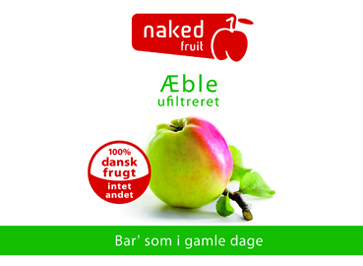 naked
fruit
Æble
ufiltreret
100%
dansk
frugt
intet
andet
Bar' som i gamle dage